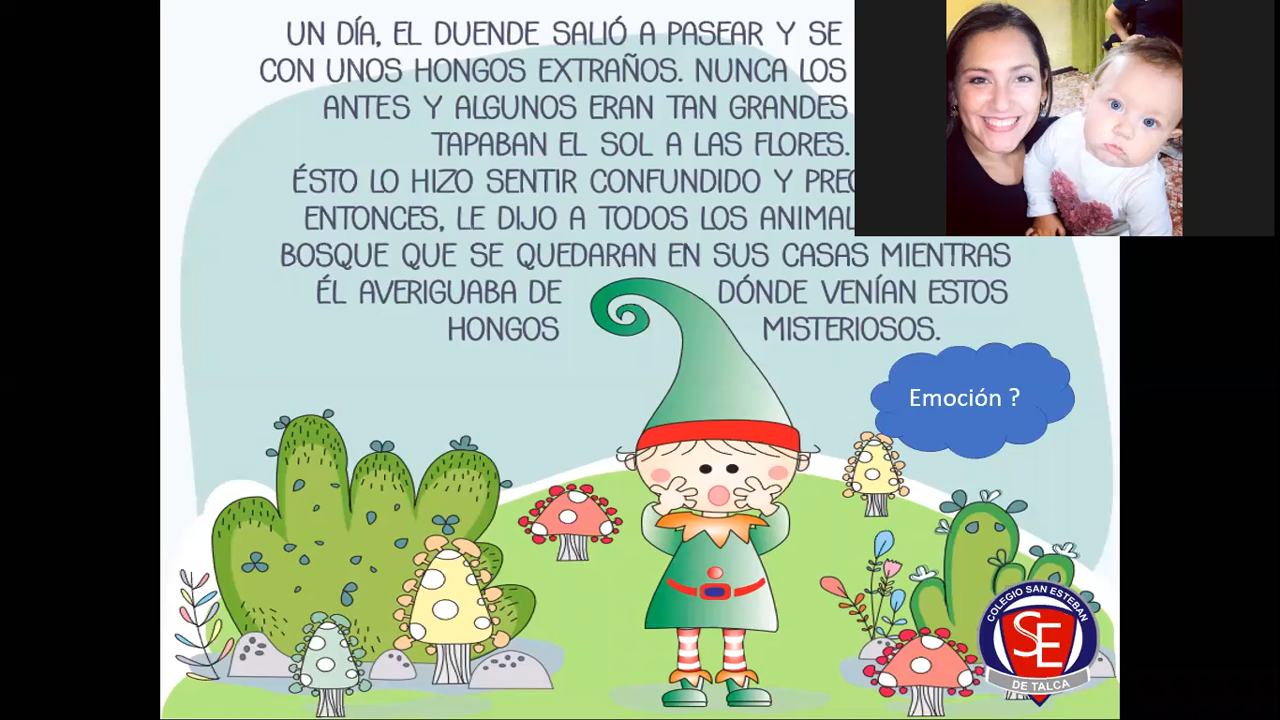 UN DÍA, EL DUENDE SALIÓ A PASEAR Y SE
CON UNOS HONGOS EXTRAÑOS. NUNCA LOS
ANTES Y ALGUNOS ERAN TAN GRANDES
TAPABAN EL SOL A LAS FLORES.
ÉSTO LO HIZO SENTIR CONFUNDIDO Y
ENTONCES, LE DIJO A TODOS LOS
BOSQUE QUE SE QUEDARAN EN SUS CASAS MIENTRAS
ÉL AVERIGUABA DE DÓNDE VENÍAN ESTOS
HONGOS MISTERIOSOS.
Emoción ?
COLEGIO SAN ESTEBAN
SE
DE TALCA